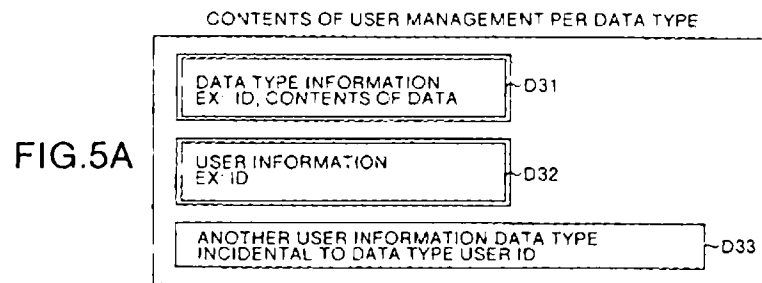 CONTENTS OF USER MANAGEMENT PER DATA TYPE
DATA TYPE INFORMATION
EX: ID, CONTENTS OF DATA
D31
FIG.5A
USER INFORMATION
EX: ID
D32
ANOTHER USER INFORMATION DATA TYPE
INCIDENTAL TO DATA TYPE USER ID
D33